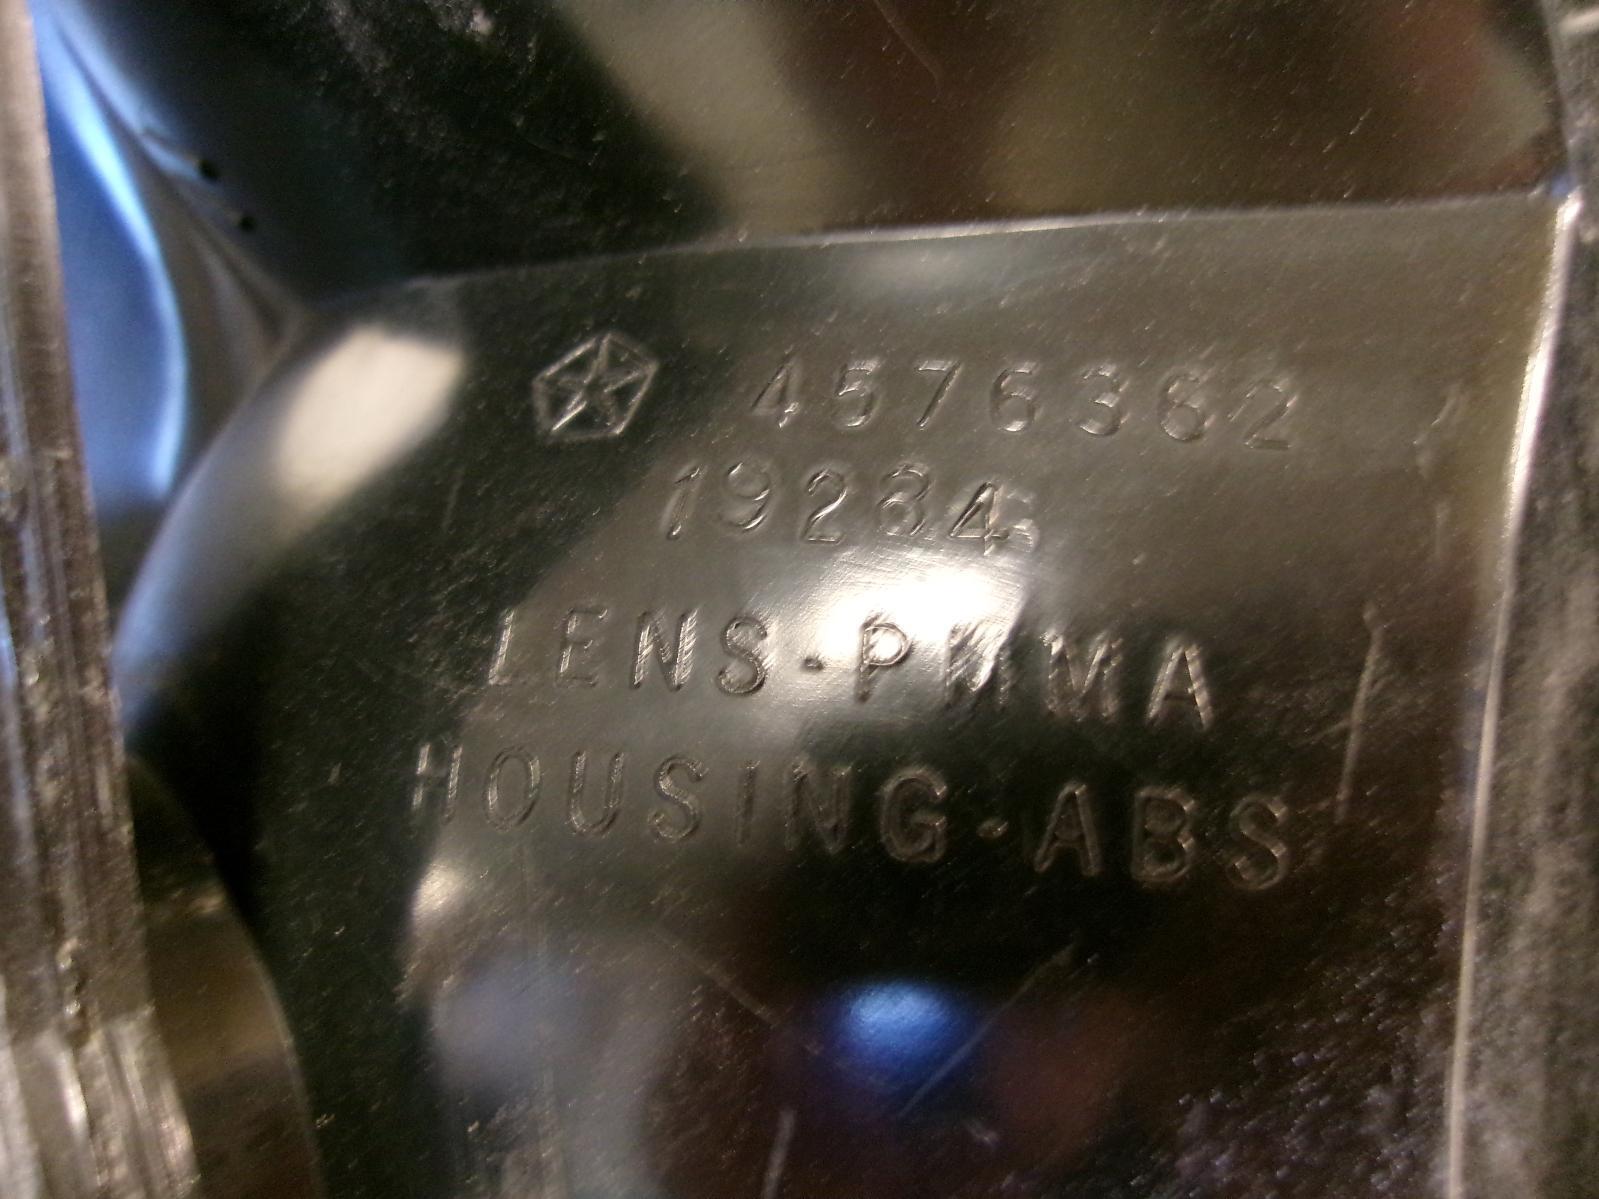 4576362
19284
LENS-PMMA
HOUSING-ABS